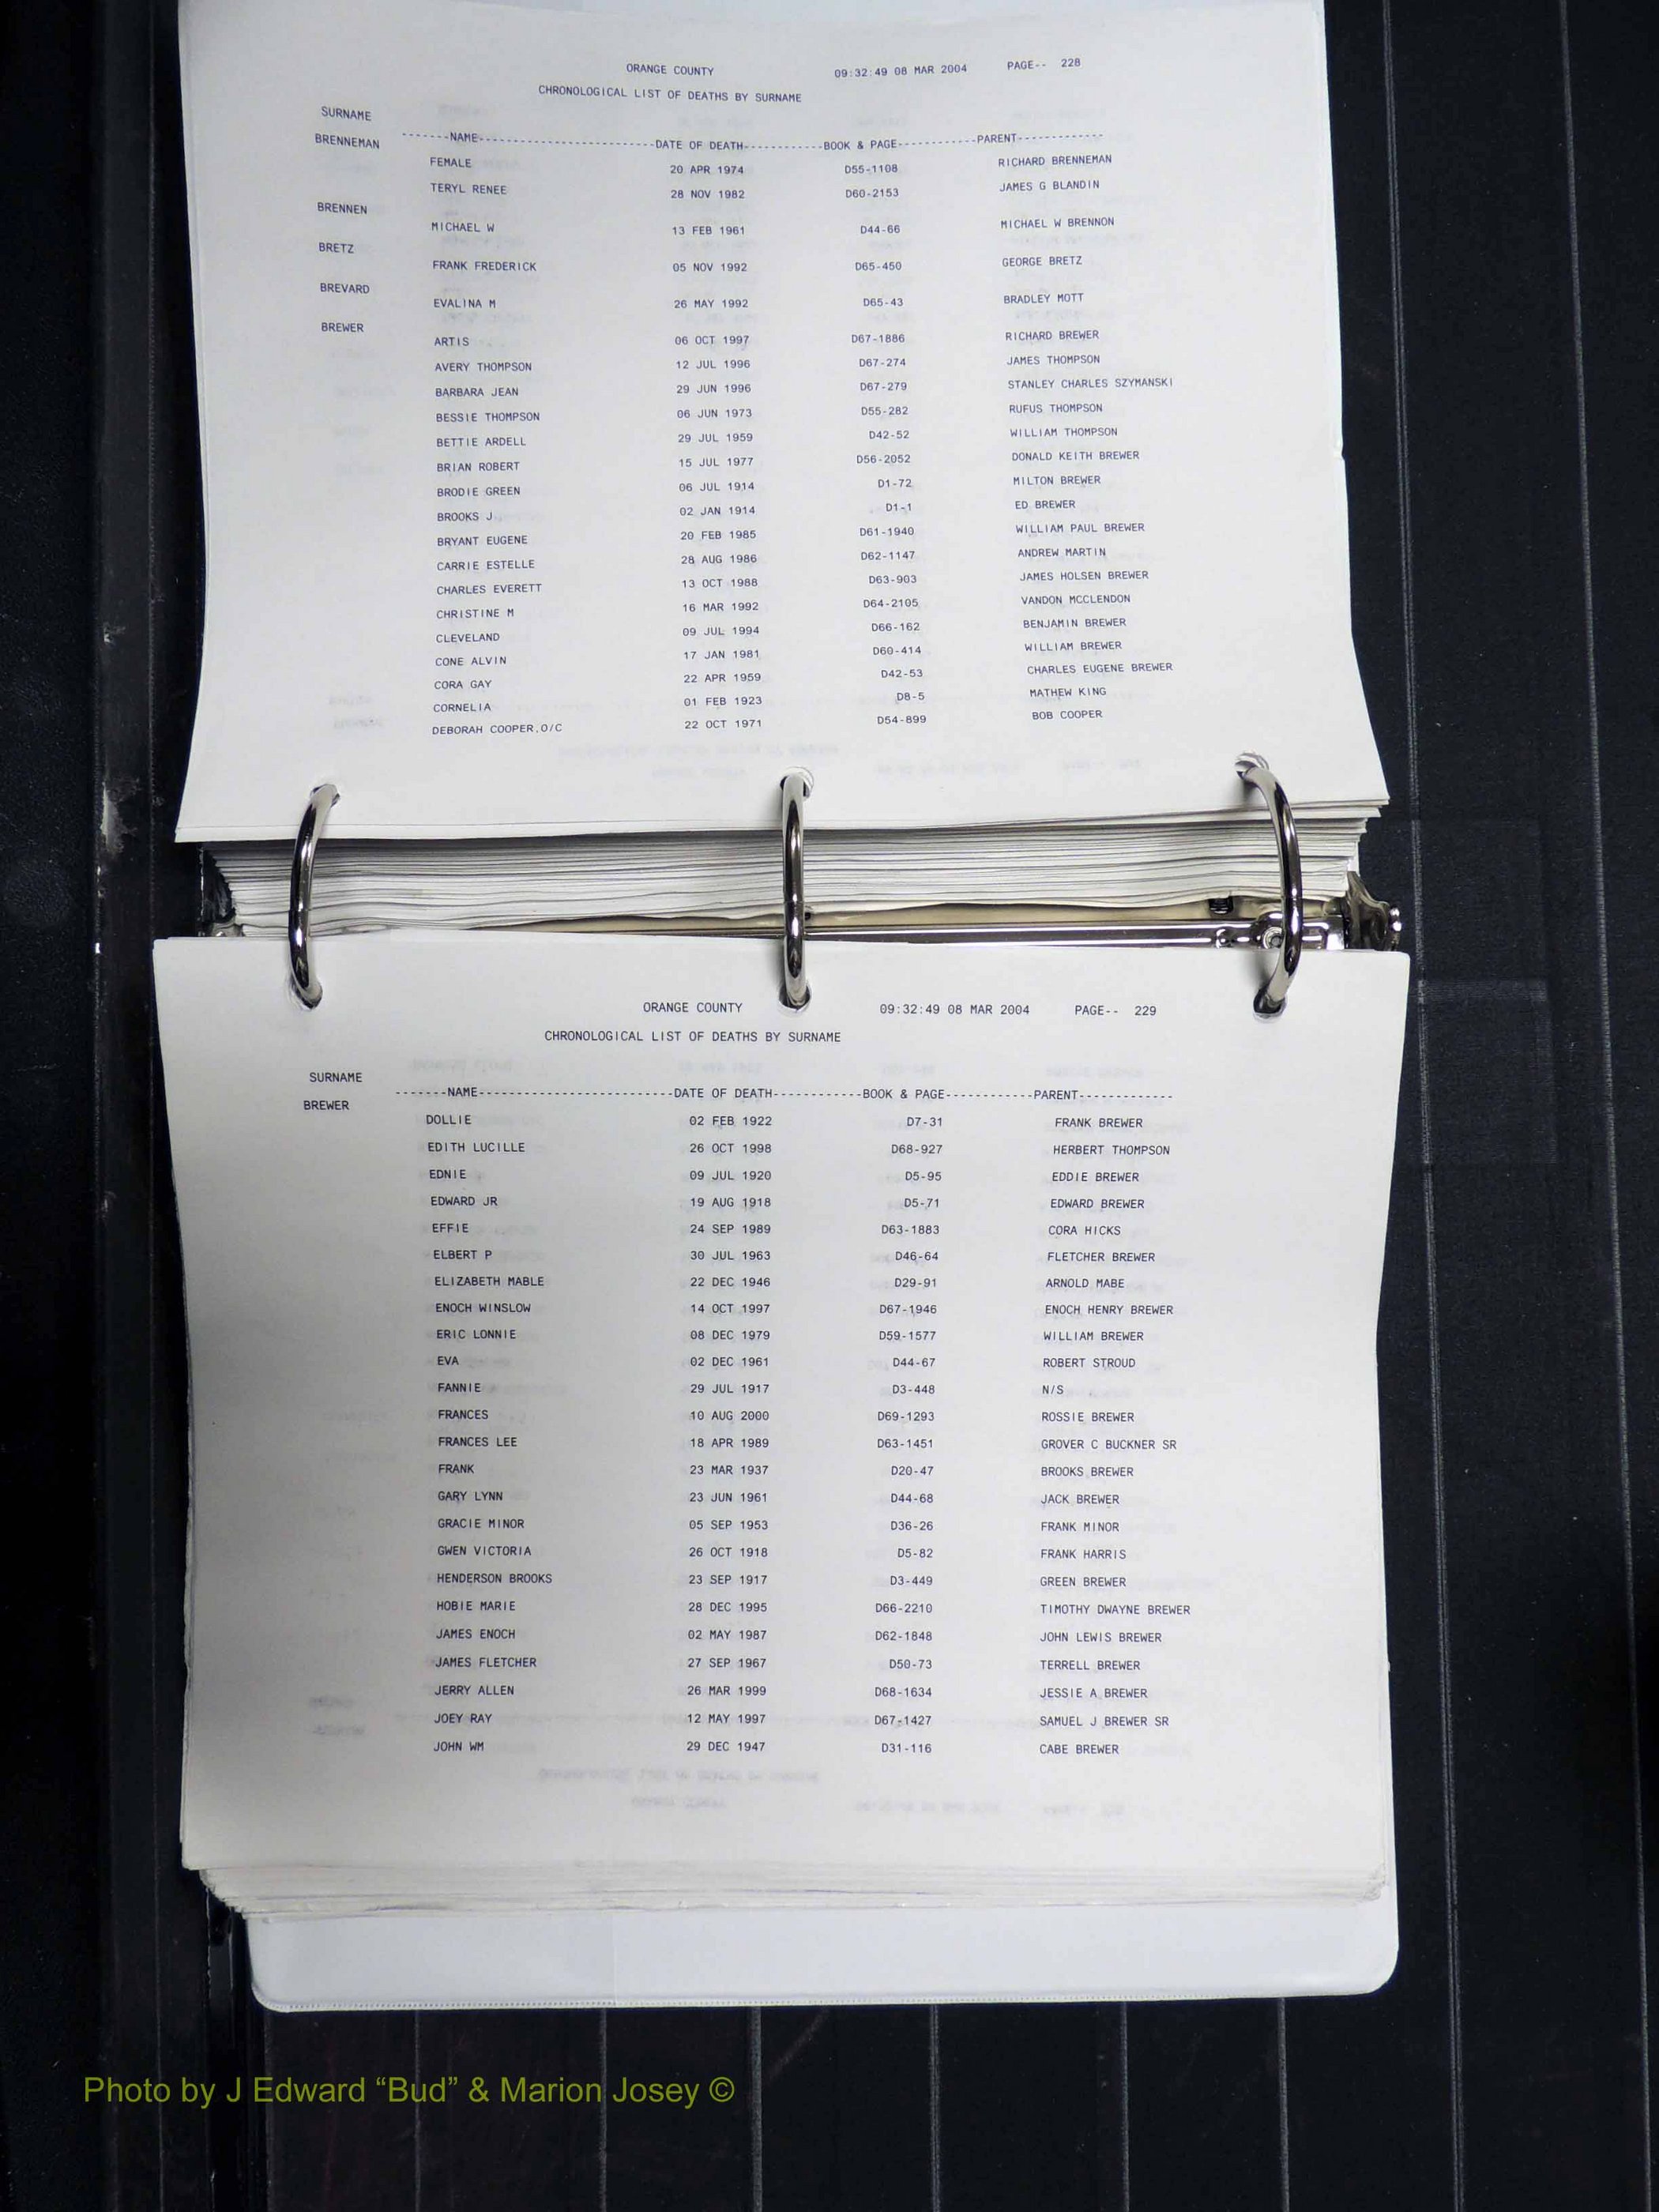 ORANGE COUNTY 09:32:49 08 MAR 2004 PAGE-- 228
CHRONOLOGICAL LIST OF DEATHS BY SURNAME
SURNAME
-------NAME-------------------------DATE OF DEATH-----------BOOK & PAGE-----------PARENT-------------
BRENNEMAN
FEMALE 20 APR 1974 D55-1108 RICHARD BRENNEMAN
TERYL RENEE 28 NOV 1982 D60-2153 JAMES G BLANDIN
BRENNEN
MICHAEL W 13 FEB 1961 D44-66 MICHAEL W BRENNON
BRETZ
FRANK FREDERICK 05 NOV 1992 D65-450 GEORGE BRETZ
BREVARD
EVALINA M 26 MAY 1992 D65-43 BRADLEY MOTT
BREWER
ARTIS 06 OCT 1997 D67-1886 RICHARD BREWER
AVERY THOMPSON 12 JUL 1996 D67-274 JAMES THOMPSON
BARBARA JEAN 29 JUN 1996 D67-279 STANLEY CHARLES SZYMANSKI
BESSIE THOMPSON 06 JUN 1973 D55-282 RUFUS THOMPSON
BETTIE ARDELL 29 JUL 1959 D42-52 WILLIAM THOMPSON
BRIAN ROBERT 15 JUL 1977 D56-2052 DONALD KEITH BREWER
BRODIE GREEN 06 JUL 1914 D1-72 MILTON BREWER
BROOKS J 02 JAN 1914 D1-1 ED BREWER
BRYANT EUGENE 20 FEB 1985 D61-1940 WILLIAM PAUL BREWER
CARRIE ESTELLE 28 AUG 1986 D62-1147 ANDREW MARTIN
CHARLES EVERETT 13 OCT 1988 D63-903 JAMES HOLSEN BREWER
CHRISTINE M 16 MAR 1992 D64-2105 VANDON MCCLENDON
CLEVELAND 09 JUL 1994 D66-162 BENJAMIN BREWER
CONE ALVIN 17 JAN 1981 D60-414 WILLIAM BREWER
CORA GAY 22 APR 1959 D42-53 CHARLES EUGENE BREWER
CORNELIA 01 FEB 1923 D8-5 MATHEW KING
DEBORAH COOPER,O/C 22 OCT 1971 D54-899 BOB COOPER
ORANGE COUNTY 09:32:49 08 MAR 2004 PAGE-- 229
CHRONOLOGICAL LIST OF DEATHS BY SURNAME
SURNAME
-------NAME---------------------------DATE OF DEATH------------BOOK & PAGE------------PARENT-------------
BREWER
DOLLIE 02 FEB 1922 D7-31 FRANK BREWER
EDITH LUCILLE 26 OCT 1998 D68-927 HERBERT THOMPSON
EDNIE 09 JUL 1920 D5-95 EDDIE BREWER
EDWARD JR 19 AUG 1918 D5-71 EDWARD BREWER
EFFIE 24 SEP 1989 D63-1883 CORA HICKS
ELBERT P 30 JUL 1963 D46-64 FLETCHER BREWER
ELIZABETH MABLE 22 DEC 1946 D29-91 ARNOLD MABE
ENOCH WINSLOW 14 OCT 1997 D67-1946 ENOCH HENRY BREWER
ERIC LONNIE 08 DEC 1979 D59-1577 WILLIAM BREWER
EVA 02 DEC 1961 D44-67 ROBERT STROUD
FANNIE 29 JUL 1917 D3-448 N/S
FRANCES 10 AUG 2000 D69-1293 ROSSIE BREWER
FRANCES LEE 18 APR 1989 D63-1451 GROVER C BUCKNER SR
FRANK 23 MAR 1937 D20-47 BROOKS BREWER
GARY LYNN 23 JUN 1961 D44-68 JACK BREWER
GRACIE MINOR 05 SEP 1953 D36-26 FRANK MINOR
GWEN VICTORIA 26 OCT 1918 D5-82 FRANK HARRIS
HENDERSON BROOKS 23 SEP 1917 D3-449 GREEN BREWER
HOBIE MARIE 28 DEC 1995 D66-2210 TIMOTHY DWAYNE BREWER
JAMES ENOCH 02 MAY 1987 D62-1848 JOHN LEWIS BREWER
JAMES FLETCHER 27 SEP 1967 D50-73 TERRELL BREWER
JERRY ALLEN 26 MAR 1999 D68-1634 JESSIE A BREWER
JOEY RAY 12 MAY 1997 D67-1427 SAMUEL J BREWER SR
JOHN WM 29 DEC 1947 D31-116 CABE BREWER
Photo by J Edward “Bud” & Marion Josey ©